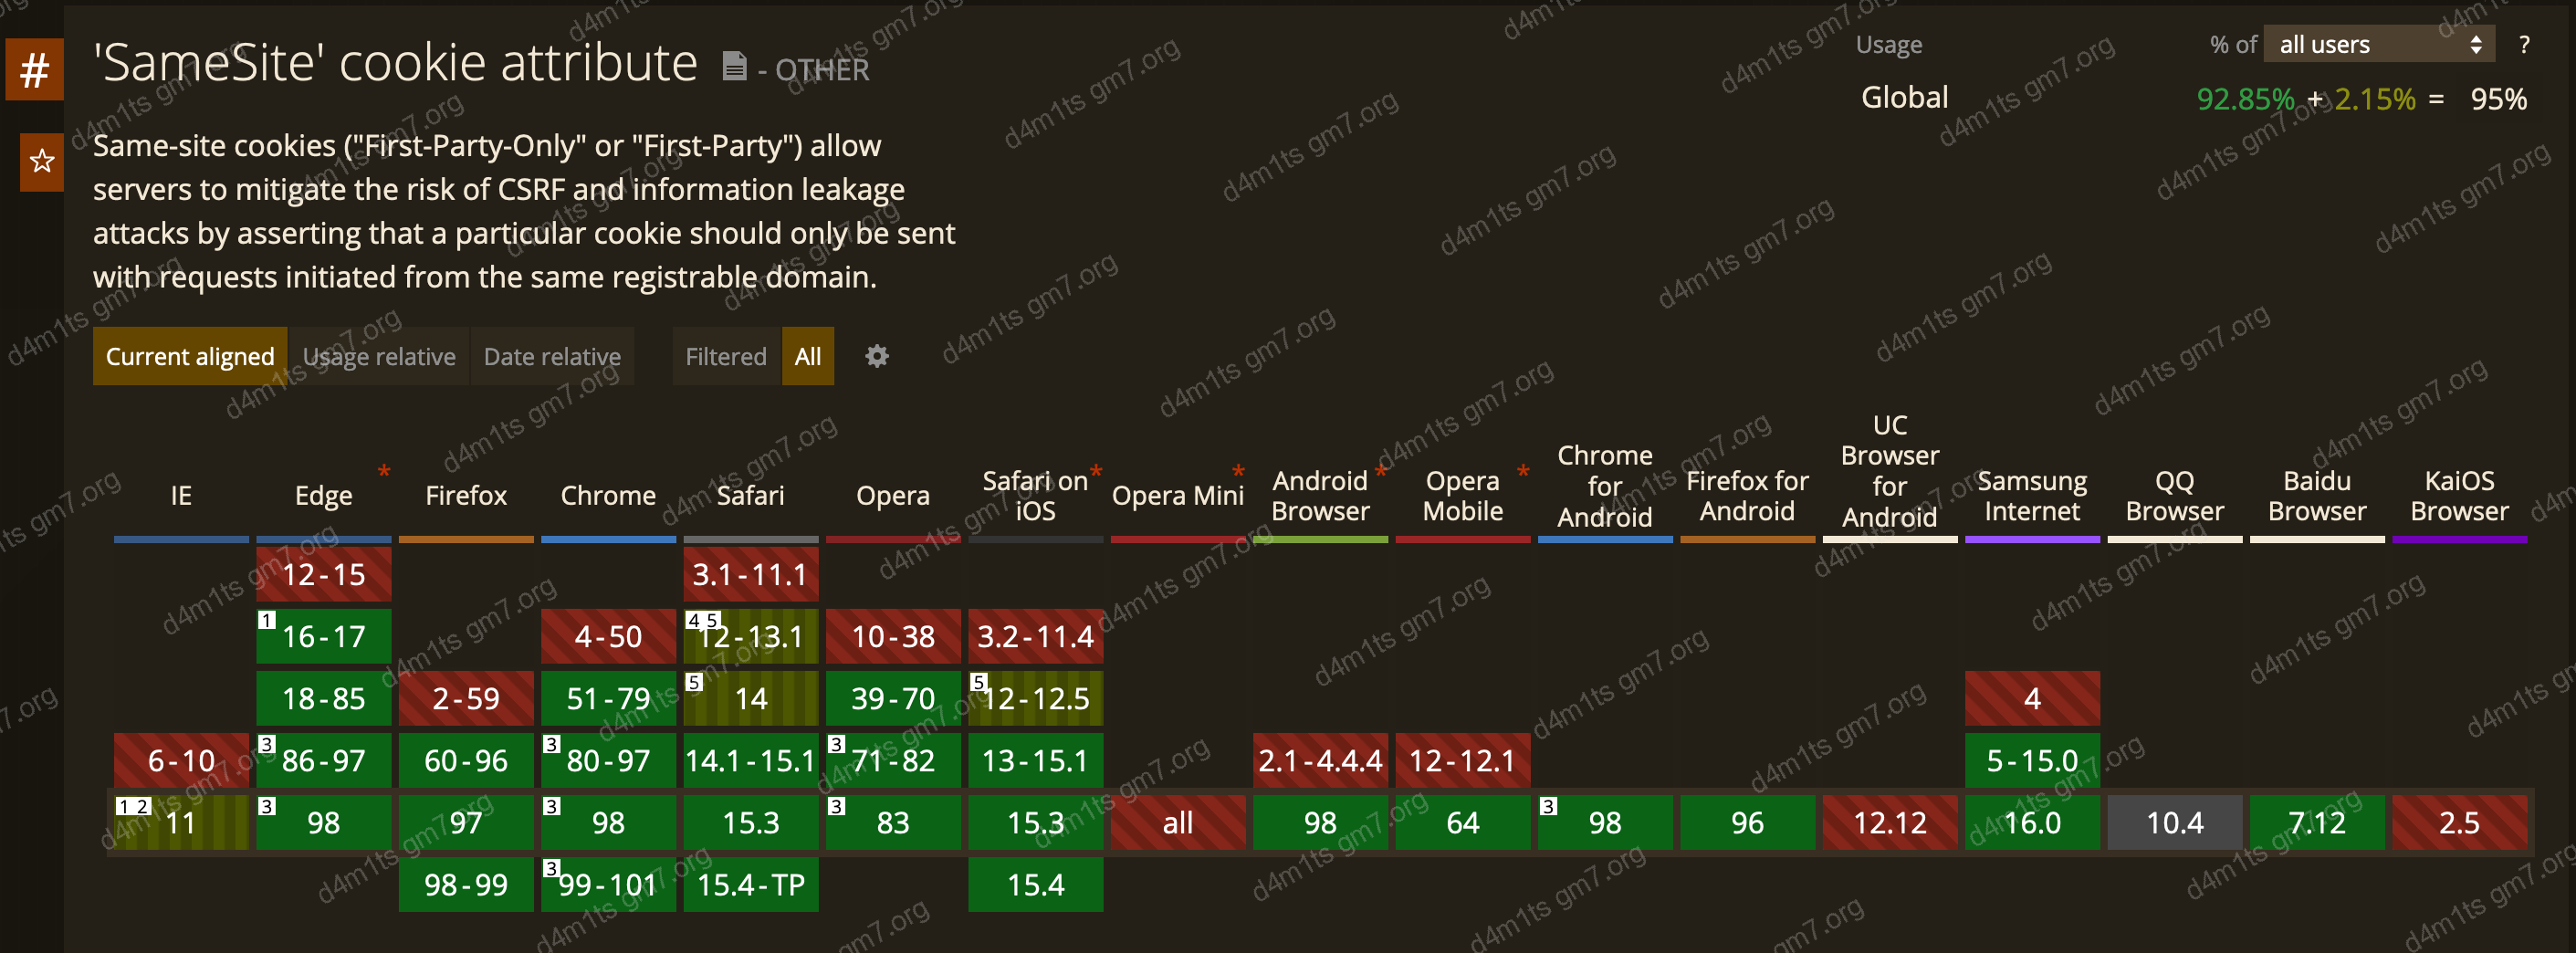 #
'SameSite' cookie attribute - OTHER
Usage % of all users ?
Global 92.85% + 2.15% = 95%
Same-site cookies ("First-Party-Only" or "First-Party") allow
servers to mitigate the risk of CSRF and information leakage
attacks by asserting that a particular cookie should only be sent
with requests initiated from the same registrable domain.
Current aligned Usage relative Date relative Filtered All
IE Edge * Firefox Chrome Safari Opera Safari on iOS * Opera Mini * Android Browser * Opera Mobile * Chrome for Android Firefox for Android UC Browser for Android Samsung Internet QQ Browser Baidu Browser KaiOS Browser
12-15 3.1-11.1
1 16-17 4-50 4 5 12-13.1 10-38 3.2-11.4
18-85 2-59 51-79 5 14 39-70 5 12-12.5 4
6-10 3 86-97 60-96 3 80-97 14.1-15.1 3 71-82 13-15.1 2.1-4.4.4 12-12.1 5-15.0
1 2 11 3 98 97 3 98 15.3 3 83 15.3 all 98 64 3 98 96 12.12 16.0 10.4 7.12 2.5
98-99 3 99-101 15.4-TP 15.4
d4m1ts gm7.org